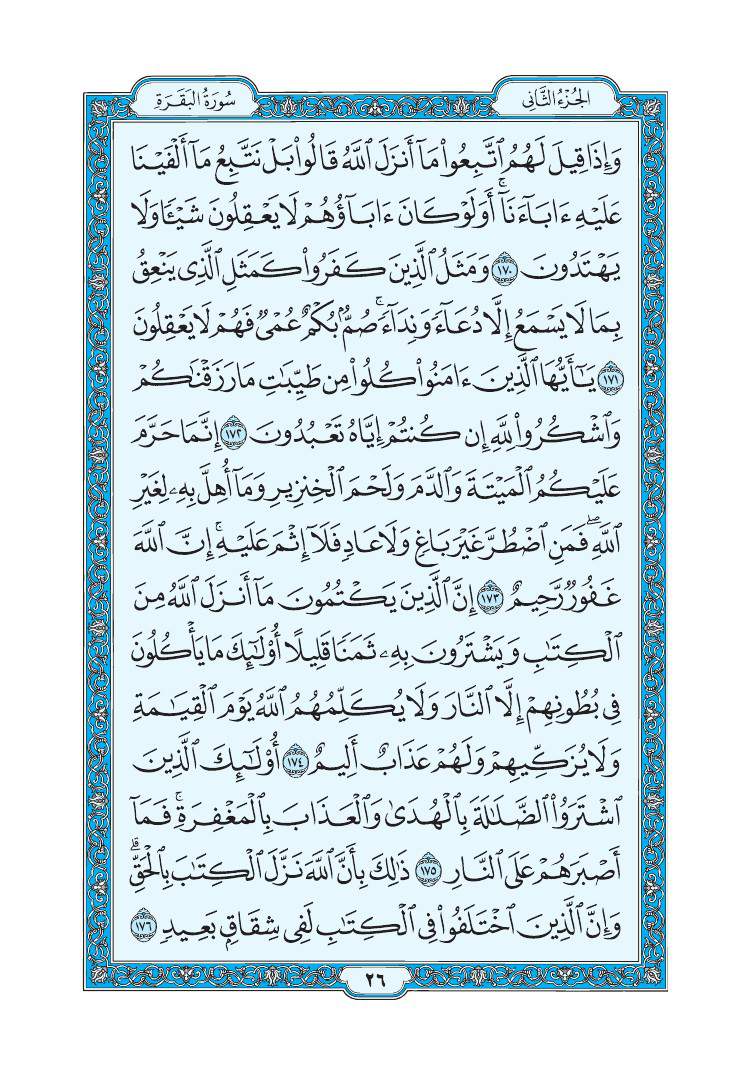 الجُزْءُ الثَّانِي
سُورَةُ البَقَرَةِ
وَإِذَا قِيلَ لَهُمُ ٱتَّبِعُوا۟ مَآ أَنزَلَ ٱللَّهُ قَالُوا۟ بَلْ نَتَّبِعُ مَآ أَلْفَيْنَا
عَلَيْهِ ءَابَآءَنَآ ۚ أَوَلَوْ كَانَ ءَابَآؤُهُمْ لَا يَعْقِلُونَ شَيْـًٔا وَلَا
يَهْتَدُونَ ١٧٠ وَمَثَلُ ٱلَّذِينَ كَفَرُوا۟ كَمَثَلِ ٱلَّذِى يَنْعِقُ
بِمَا لَا يَسْمَعُ إِلَّا دُعَآءً وَنِدَآءً ۚ صُمٌّۢ بُكْمٌ عُمْىٌ فَهُمْ لَا يَعْقِلُونَ
١٧١ يَـٰٓأَيُّهَا ٱلَّذِينَ ءَامَنُوا۟ كُلُوا۟ مِن طَيِّبَـٰتِ مَا رَزَقْنَـٰكُمْ
وَٱشْكُرُوا۟ لِلَّهِ إِن كُنتُمْ إِيَّاهُ تَعْبُدُونَ ١٧٢ إِنَّمَا حَرَّمَ
عَلَيْكُمُ ٱلْمَيْتَةَ وَٱلدَّمَ وَلَحْمَ ٱلْخِنزِيرِ وَمَآ أُهِلَّ بِهِۦ لِغَيْرِ
ٱللَّهِ ۖ فَمَنِ ٱضْطُرَّ غَيْرَ بَاغٍ وَلَا عَادٍ فَلَآ إِثْمَ عَلَيْهِ ۚ إِنَّ ٱللَّهَ
غَفُورٌ رَّحِيمٌ ١٧٣ إِنَّ ٱلَّذِينَ يَكْتُمُونَ مَآ أَنزَلَ ٱللَّهُ مِنَ
ٱلْكِتَـٰبِ وَيَشْتَرُونَ بِهِۦ ثَمَنًا قَلِيلًا أُو۟لَـٰٓئِكَ مَا يَأْكُلُونَ
فِى بُطُونِهِمْ إِلَّا ٱلنَّارَ وَلَا يُكَلِّمُهُمُ ٱللَّهُ يَوْمَ ٱلْقِيَـٰمَةِ
وَلَا يُزَكِّيهِمْ وَلَهُمْ عَذَابٌ أَلِيمٌ ١٧٤ أُو۟لَـٰٓئِكَ ٱلَّذِينَ
ٱشْتَرَوُا۟ ٱلضَّلَـٰلَةَ بِٱلْهُدَىٰ وَٱلْعَذَابَ بِٱلْمَغْفِرَةِ ۚ فَمَآ
أَصْبَرَهُمْ عَلَى ٱلنَّارِ ١٧٥ ذَٰلِكَ بِأَنَّ ٱللَّهَ نَزَّلَ ٱلْكِتَـٰبَ بِٱلْحَقِّ ۗ
وَإِنَّ ٱلَّذِينَ ٱخْتَلَفُوا۟ فِى ٱلْكِتَـٰبِ لَفِى شِقَاقٍۭ بَعِيدٍ ١٧٦
٢٦